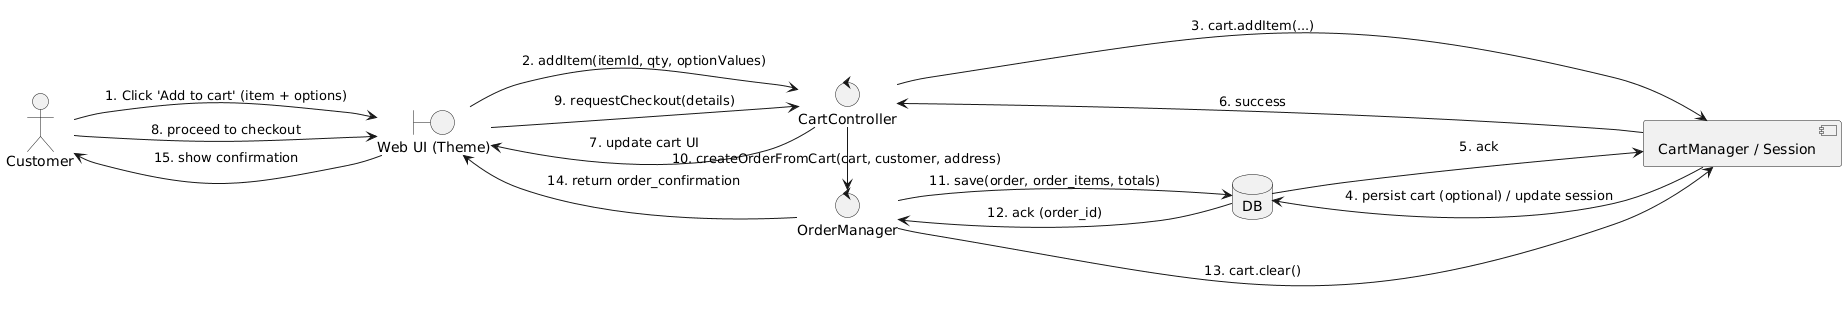 3. cart.addItem(...)
2. addItem(itemId, qty, optionValues)
1. Click 'Add to cart' (item + options)
9. requestCheckout(details)
6. success
CartController
8. proceed to checkout
7. update cart UI
Web UI (Theme)
Customer
15. show confirmation
10. createOrderFromCart(cart, customer, address)
5. ack
CartManager / Session
14. return order_confirmation
11. save(order, order_items, totals)
4. persist cart (optional) / update session
DB
12. ack (order_id)
OrderManager
13. cart.clear()